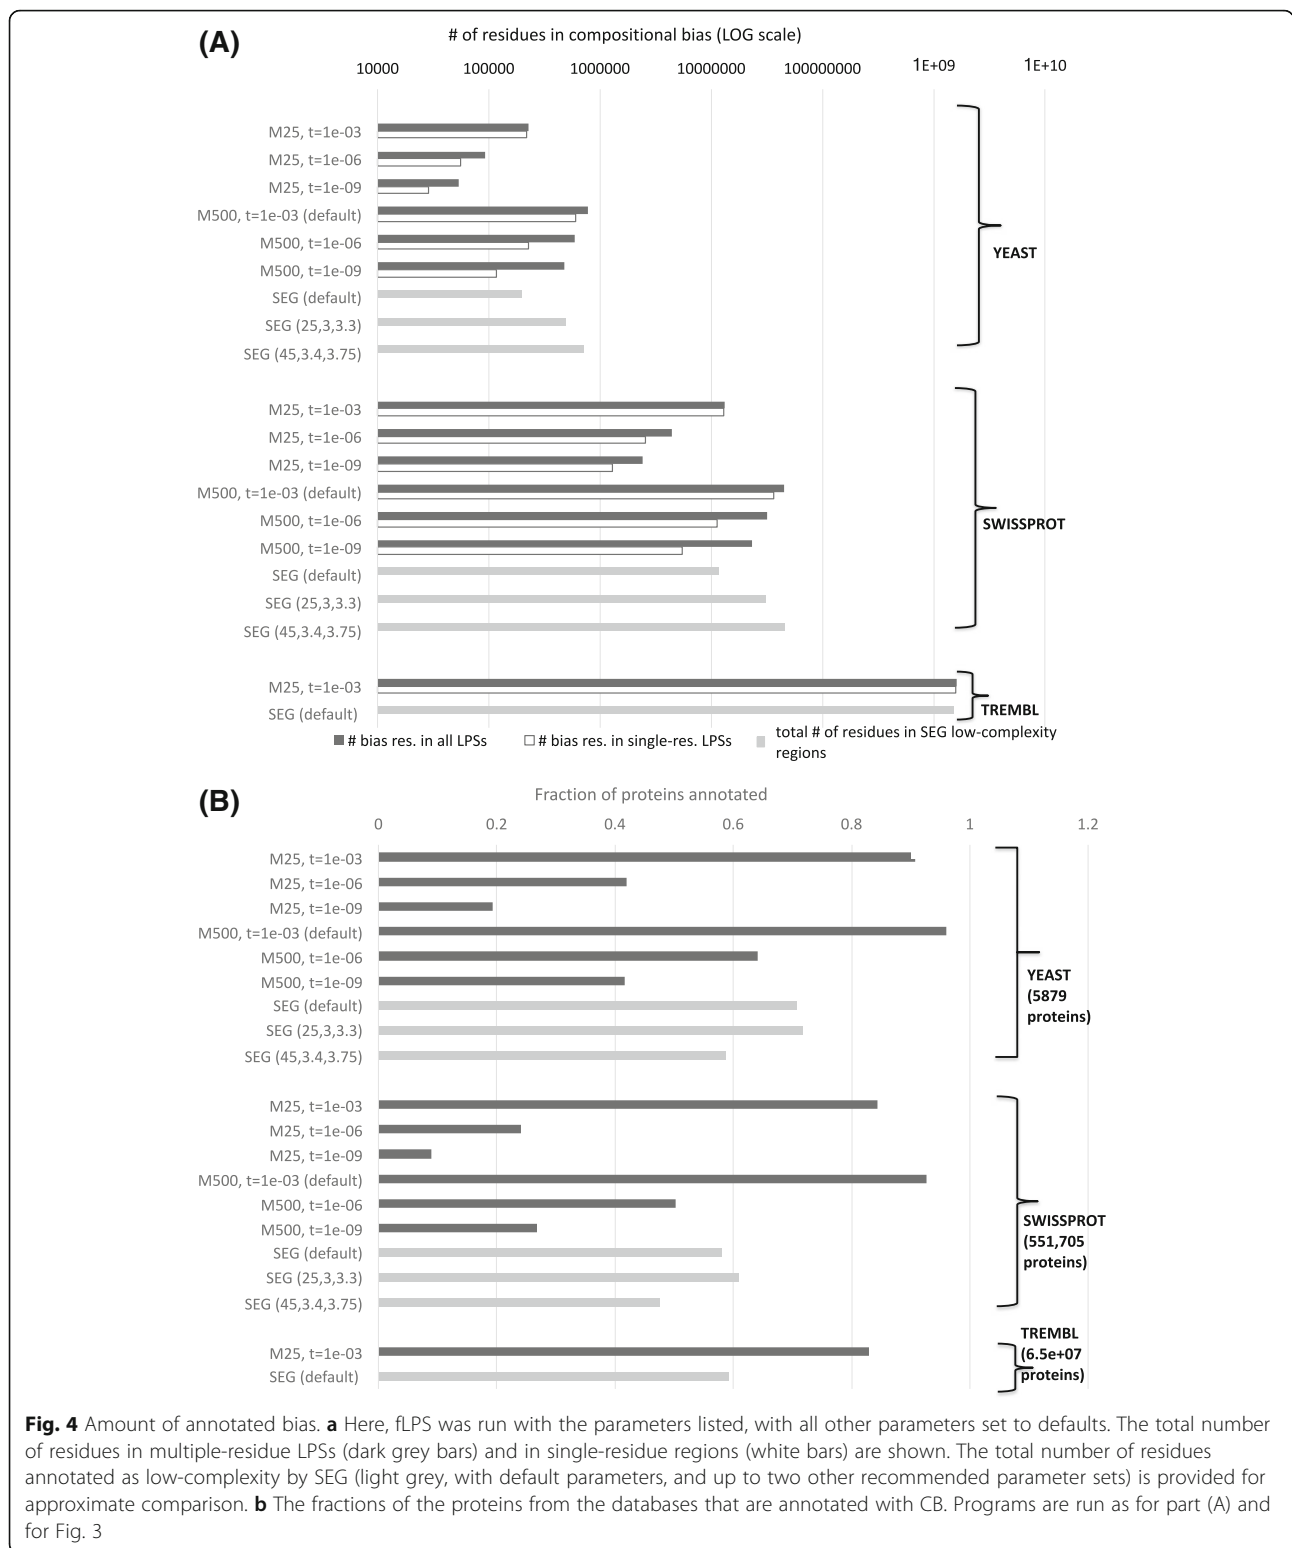 (A)
# of residues in compositional bias (LOG scale)
10000 100000 1000000 10000000 100000000 1E+09 1E+10
M25, t=1e-03
M25, t=1e-06
M25, t=1e-09
M500, t=1e-03 (default)
M500, t=1e-06
M500, t=1e-09
SEG (default)
SEG (25,3,3.3)
SEG (45,3.4,3.75)
YEAST
M25, t=1e-03
M25, t=1e-06
M25, t=1e-09
M500, t=1e-03 (default)
M500, t=1e-06
M500, t=1e-09
SEG (default)
SEG (25,3,3.3)
SEG (45,3.4,3.75)
SWISSPROT
M25, t=1e-03
SEG (default)
TREMBL
# bias res. in all LPSs
# bias res. in single-res. LPSs
total # of residues in SEG low-complexity
regions
(B)
Fraction of proteins annotated
0 0.2 0.4 0.6 0.8 1 1.2
M25, t=1e-03
M25, t=1e-06
M25, t=1e-09
M500, t=1e-03 (default)
M500, t=1e-06
M500, t=1e-09
SEG (default)
SEG (25,3,3.3)
SEG (45,3.4,3.75)
YEAST
(5879
proteins)
M25, t=1e-03
M25, t=1e-06
M25, t=1e-09
M500, t=1e-03 (default)
M500, t=1e-06
M500, t=1e-09
SEG (default)
SEG (25,3,3.3)
SEG (45,3.4,3.75)
SWISSPROT
(551,705
proteins)
M25, t=1e-03
SEG (default)
TREMBL
(6.5e+07
proteins)
Fig. 4 Amount of annotated bias. a Here, fLPS was run with the parameters listed, with all other parameters set to defaults. The total number
of residues in multiple-residue LPSs (dark grey bars) and in single-residue regions (white bars) are shown. The total number of residues
annotated as low-complexity by SEG (light grey, with default parameters, and up to two other recommended parameter sets) is provided for
approximate comparison. b The fractions of the proteins from the databases that are annotated with CB. Programs are run as for part (A) and
for Fig. 3